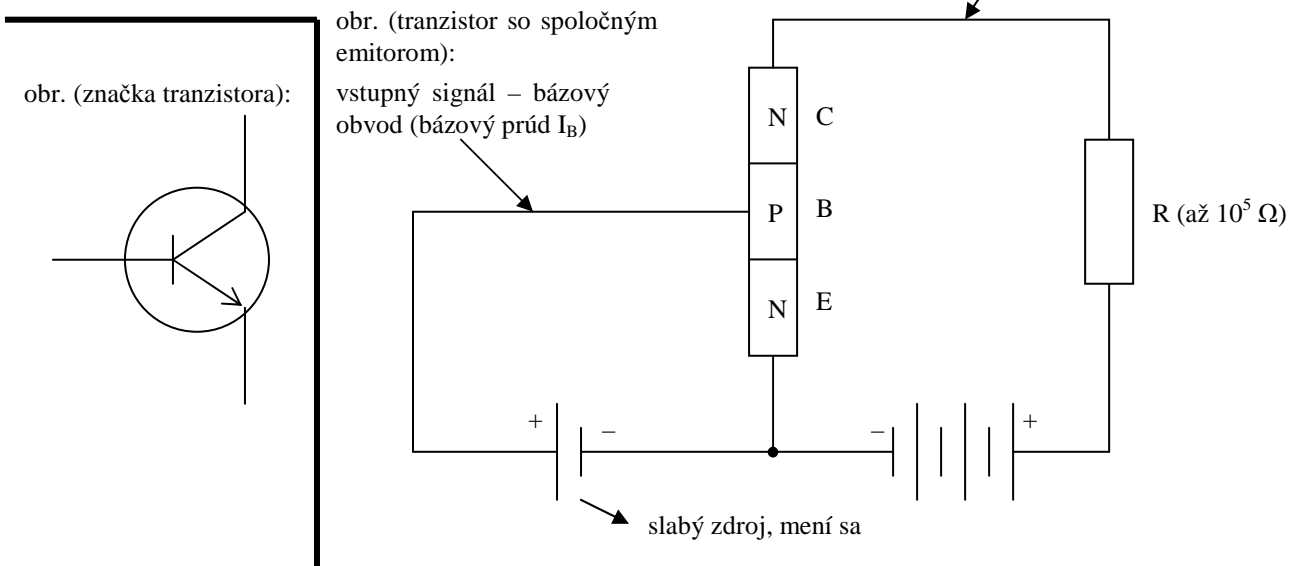 obr. (značka tranzistora):
obr. (tranzistor so spoločným
emitorom):
vstupný signál – bázový
obvod (bázový prúd I_B)
N C
P B
N E
R (až 10^5 Ω)
+ –
– +
slabý zdroj, mení sa